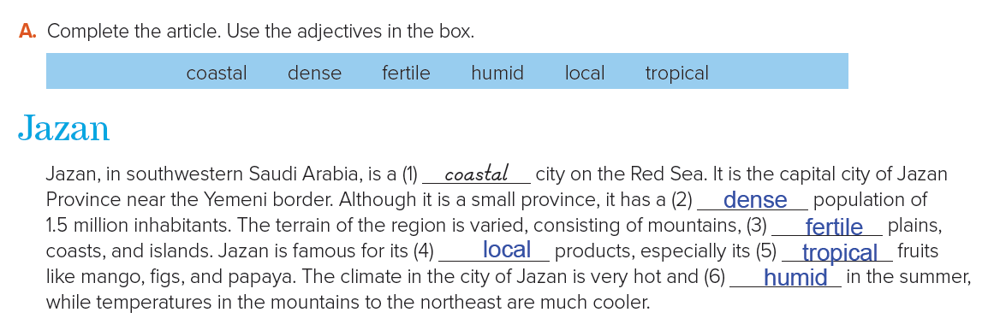 A. Complete the article. Use the adjectives in the box.
coastal dense fertile humid local tropical
Jazan
Jazan, in southwestern Saudi Arabia, is a (1) coastal city on the Red Sea. It is the capital city of Jazan
Province near the Yemeni border. Although it is a small province, it has a (2) dense population of
1.5 million inhabitants. The terrain of the region is varied, consisting of mountains, (3) fertile plains,
coasts, and islands. Jazan is famous for its (4) local products, especially its (5) tropical fruits
like mango, figs, and papaya. The climate in the city of Jazan is very hot and (6) humid in the summer,
while temperatures in the mountains to the northeast are much cooler.